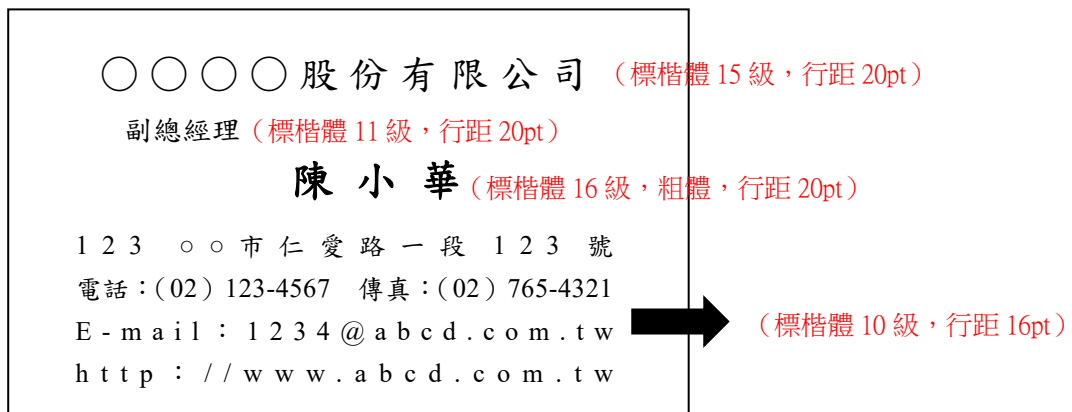 ◯◯◯◯股份有限公司（標楷體 15 級，行距 20pt）
副總經理（標楷體 11 級，行距 20pt）
陳小華（標楷體 16 級，粗體，行距 20pt）
123 ○○市仁愛路一段 123 號
電話：(02) 123-4567 傳真：(02) 765-4321
E-mail：1234@abcd.com.tw
（標楷體 10 級，行距 16pt）
http：//www.abcd.com.tw